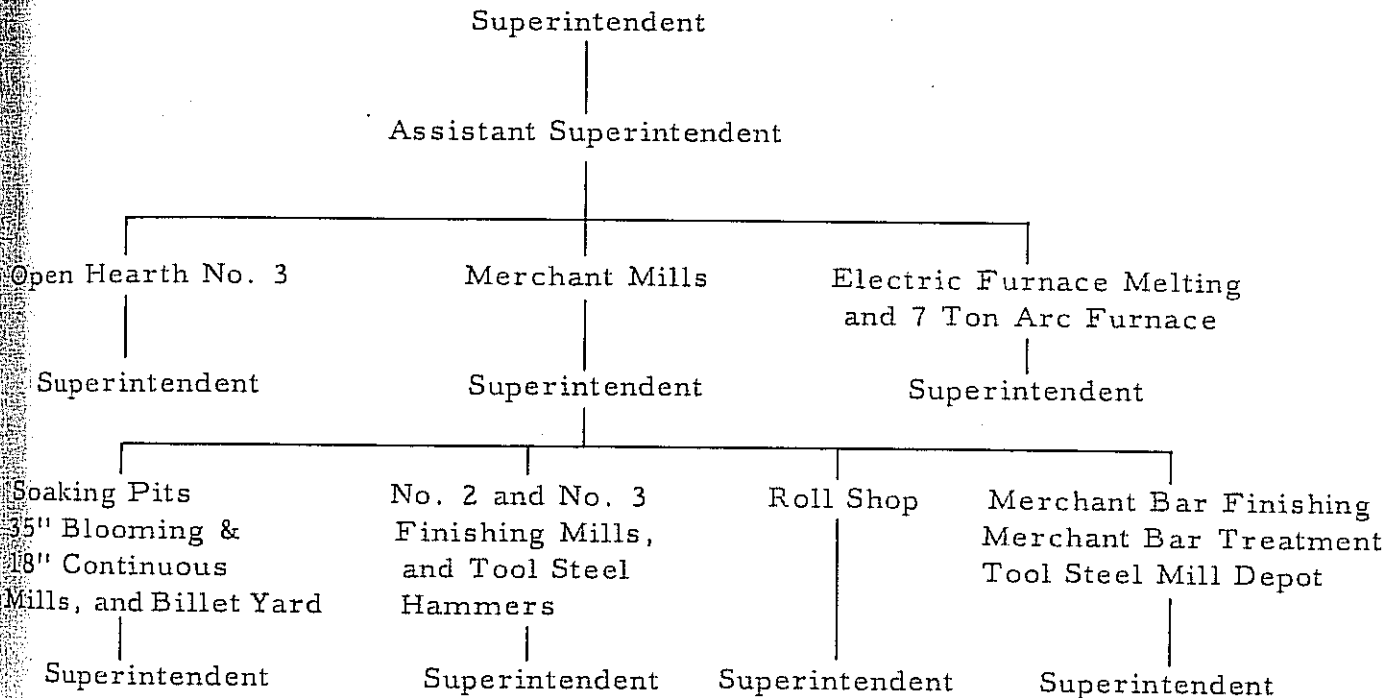 Superintendent
Assistant Superintendent
Open Hearth No. 3
Merchant Mills
Electric Furnace Melting
and 7 Ton Arc Furnace
Superintendent
Superintendent
Superintendent
Soaking Pits
35" Blooming &
18" Continuous
Mills, and Billet Yard
No. 2 and No. 3
Finishing Mills,
and Tool Steel
Hammers
Roll Shop
Merchant Bar Finishing
Merchant Bar Treatment
Tool Steel Mill Depot
Superintendent
Superintendent
Superintendent
Superintendent